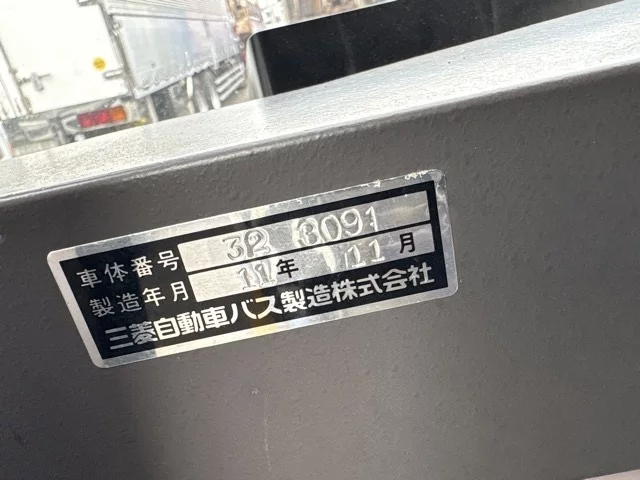 車体番号 32 3091
製造年月 11年 11月
三菱自動車バス製造株式会社